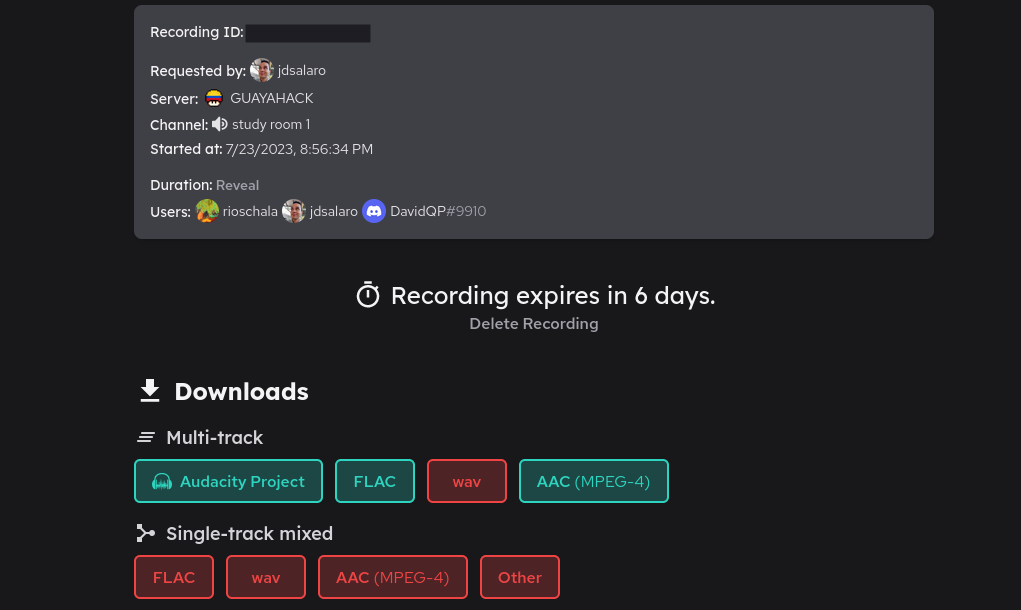 Recording ID:
Requested by: jdsalaro
Server: GUAYAHACK
Channel: study room 1
Started at: 7/23/2023, 8:56:34 PM
Duration: Reveal
Users: rioschala jdsalaro DavidQP#9910
Recording expires in 6 days.
Delete Recording
Downloads
Multi-track
Audacity Project FLAC wav AAC (MPEG-4)
Single-track mixed
FLAC wav AAC (MPEG-4) Other